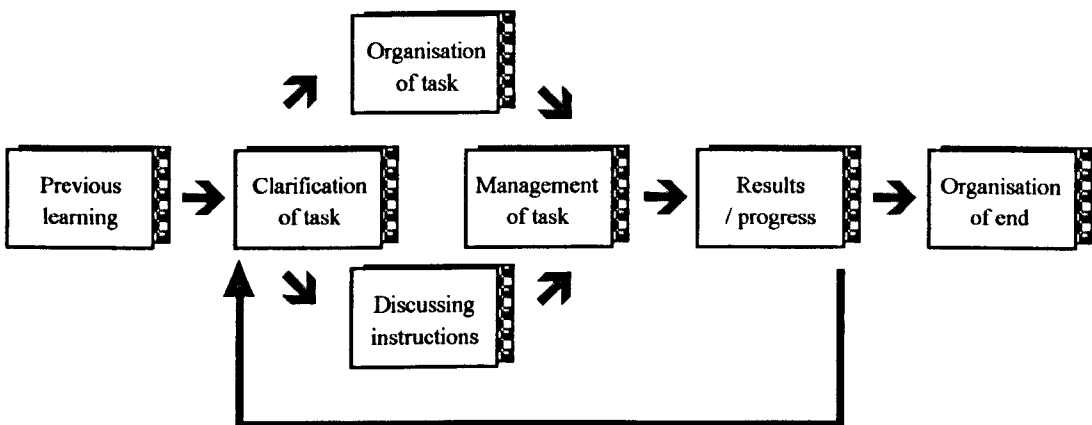 Organisation
of task
Previous
learning
Clarification
of task
Management
of task
Results
/ progress
Organisation
of end
Discussing
instructions